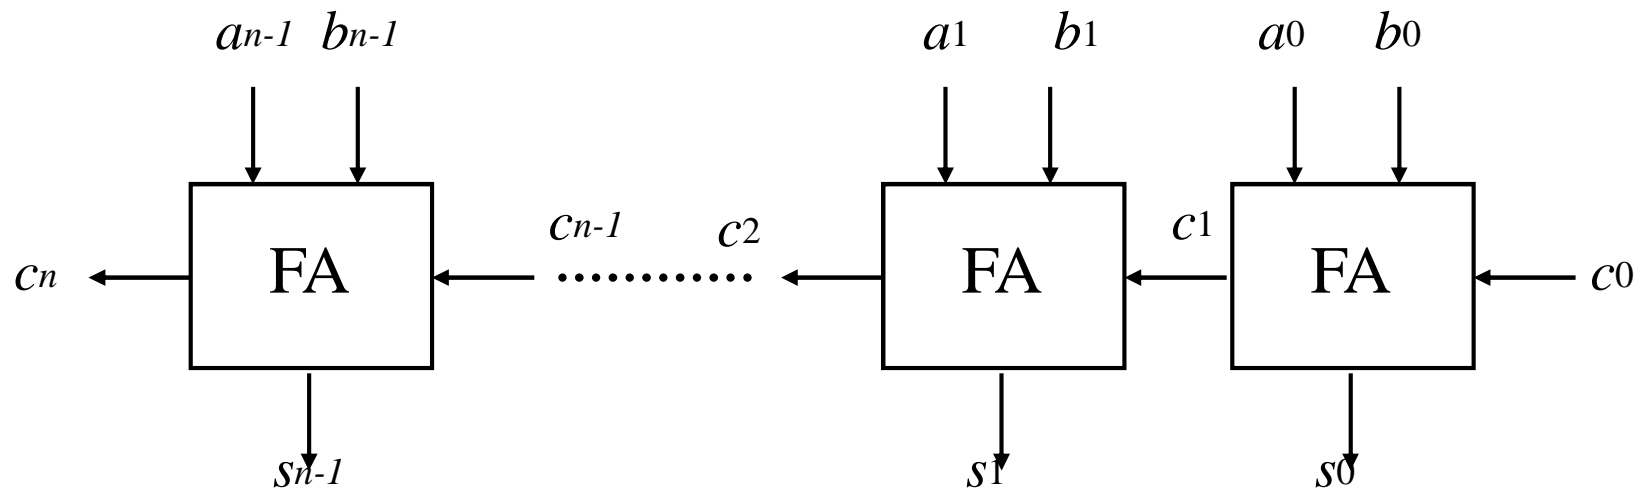 an-1 bn-1 a1 b1 a0 b0
cn-1 c2 c1
cn FA FA FA c0
sn-1 s1 s0